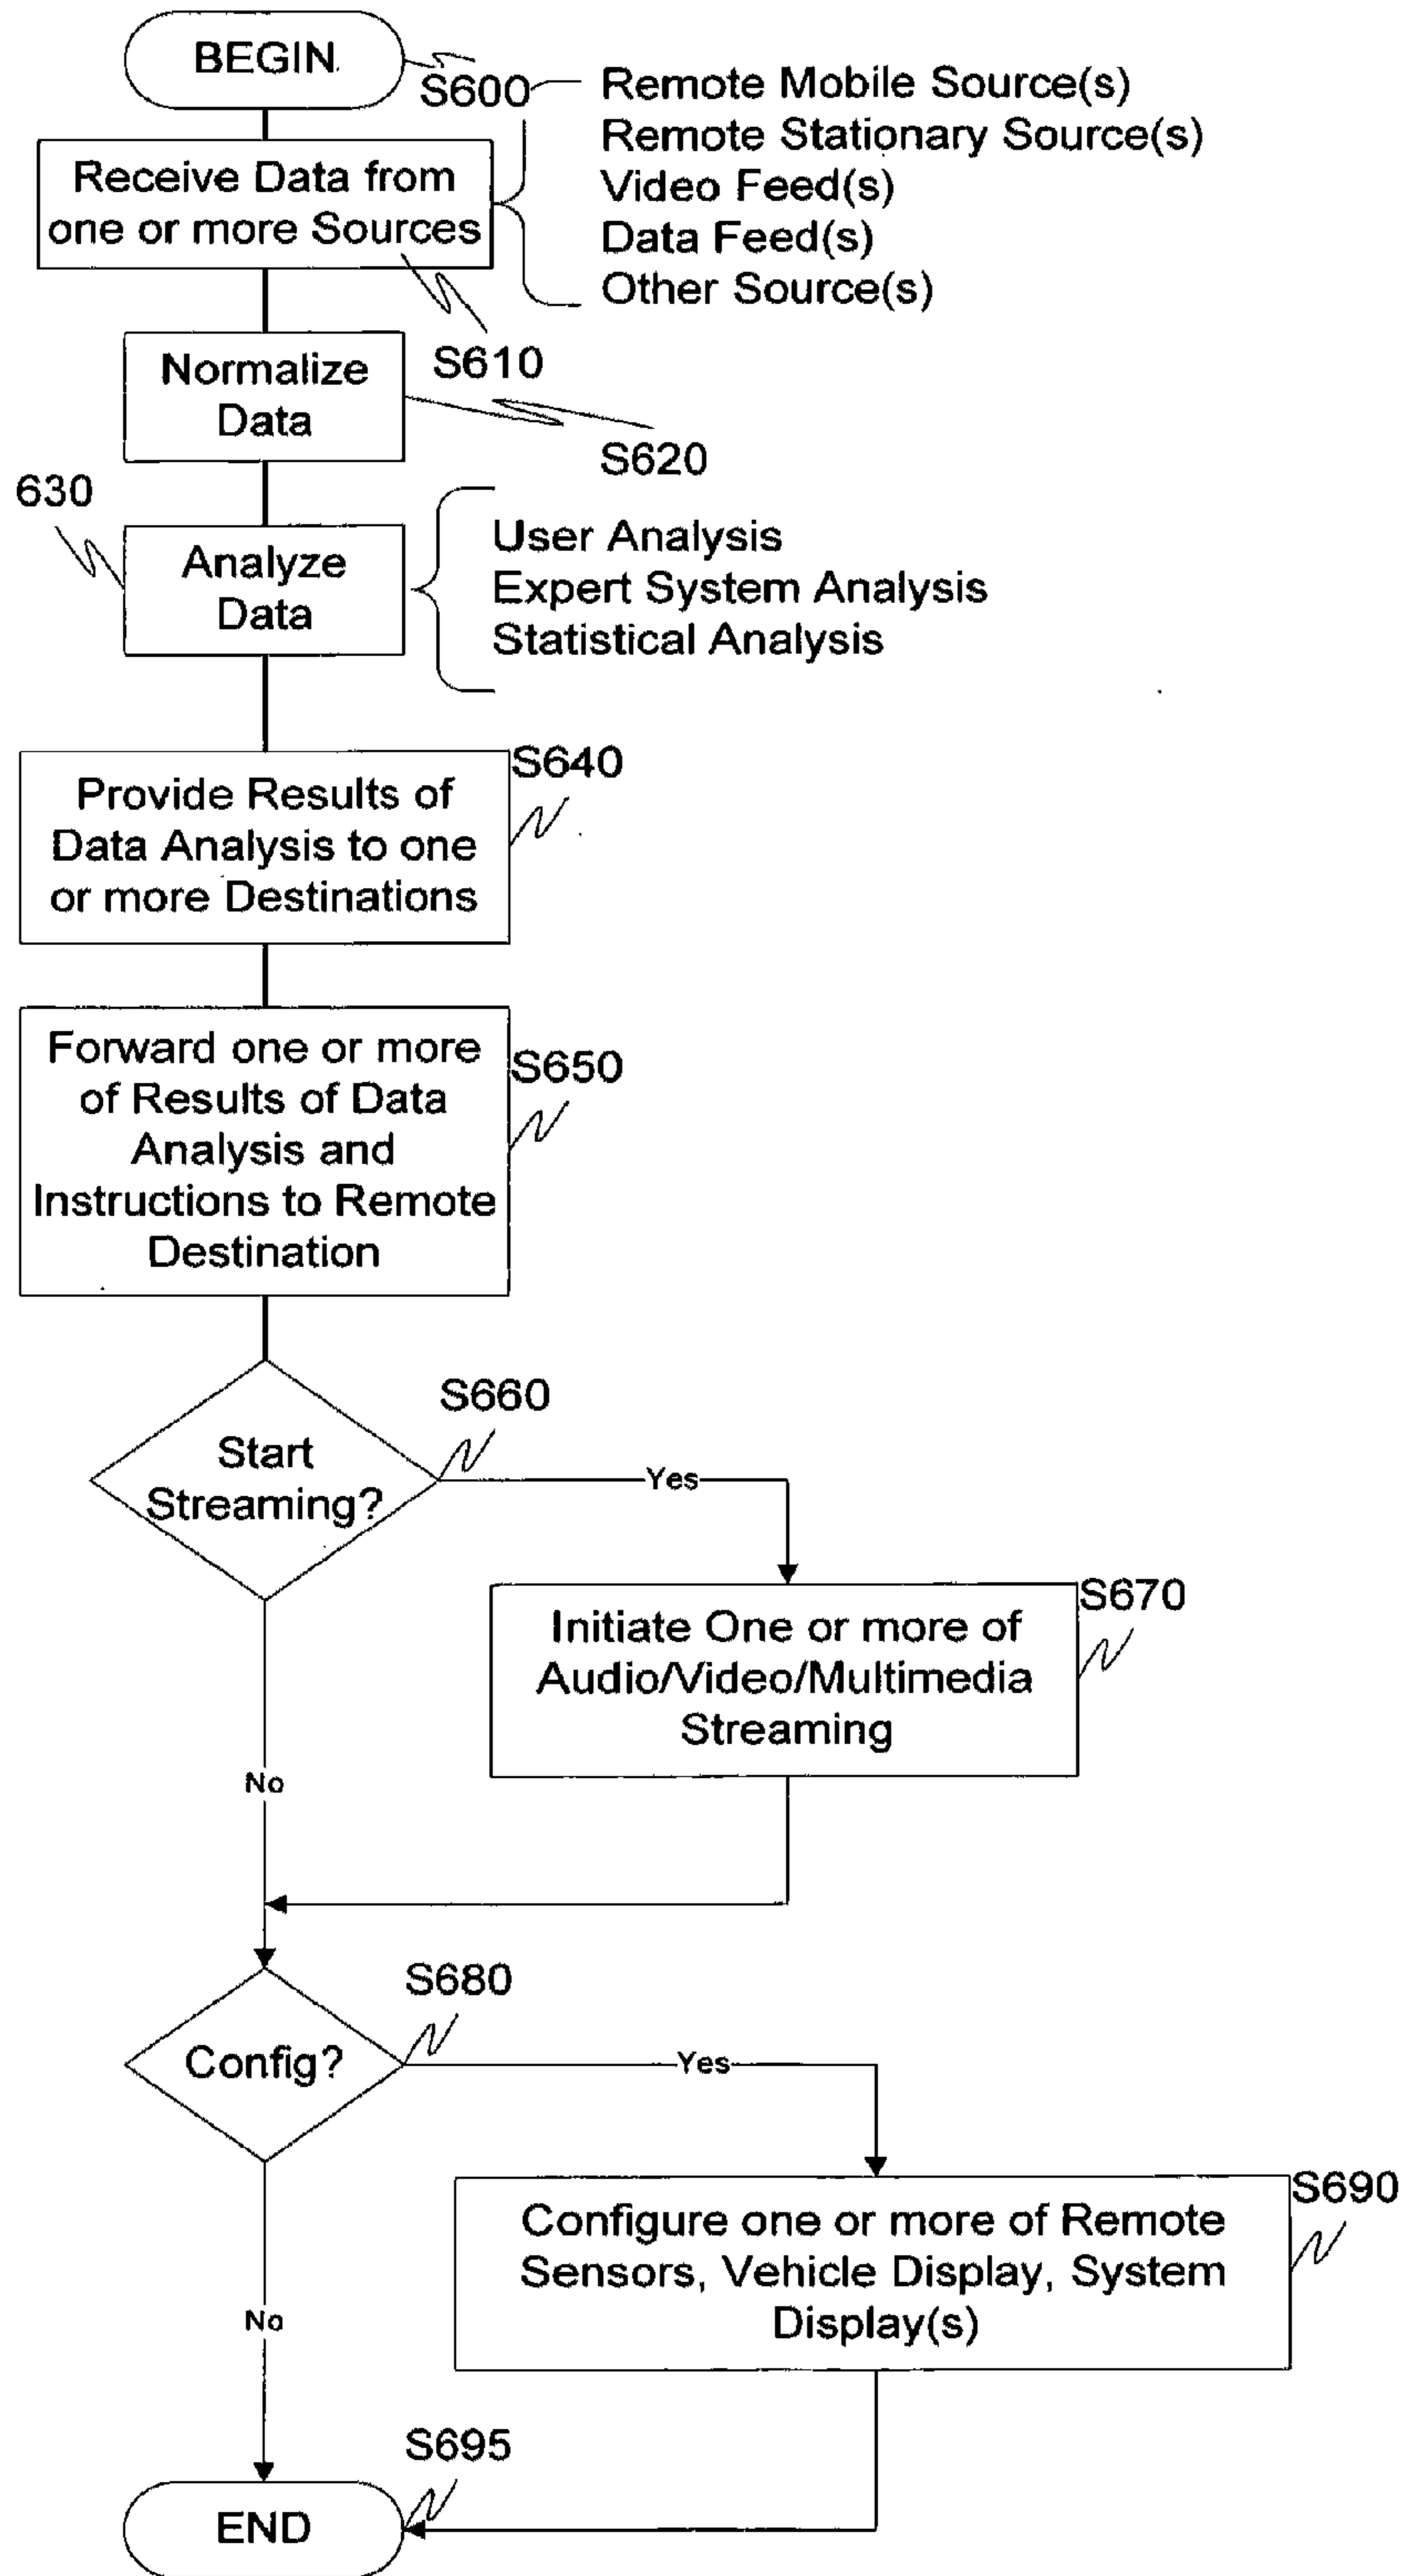 BEGIN
S600
Remote Mobile Source(s)
Remote Stationary Source(s)
Video Feed(s)
Data Feed(s)
Other Source(s)
Receive Data from
one or more Sources
S610
Normalize
Data
S620
630
Analyze
Data
User Analysis
Expert System Analysis
Statistical Analysis
Provide Results of
Data Analysis to one
or more Destinations
S640
Forward one or more
of Results of Data
Analysis and
Instructions to Remote
Destination
S650
Start
Streaming?
S660
Yes
Initiate One or more of
Audio/Video/Multimedia
Streaming
S670
No
Config?
S680
Yes
Configure one or more of Remote
Sensors, Vehicle Display, System
Display(s)
S690
No
END
S695